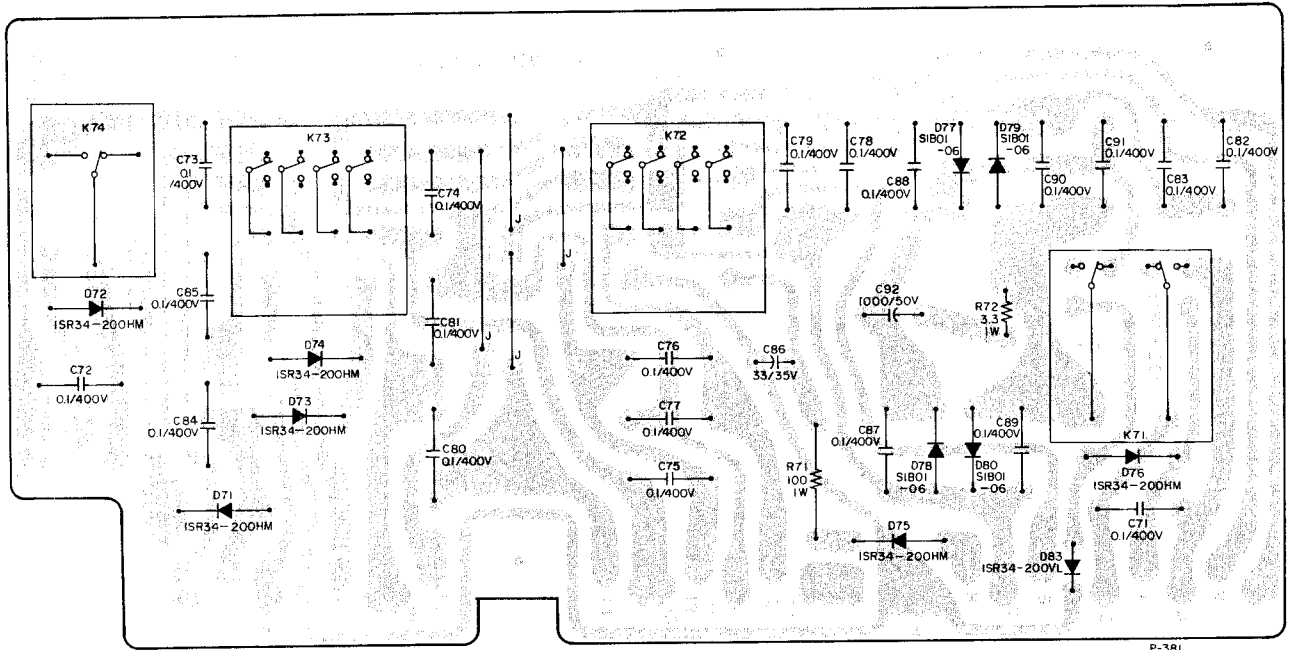 K74
C73
0.1
/400V
K73
C74
0.1/400V
J
J
J
J
K72
C79
0.1/400V
C78
0.1/400V
C88
0.1/400V
D77
S1B01
-06
D79
S1B01
-06
C90
0.1/400V
C91
0.1/400V
C83
0.1/400V
C82
0.1/400V
D72
1SR34-200HM
C85
0.1/400V
C81
0.1/400V
C92
1000/50V
R72
3.3
1W
D74
1SR34-200HM
C76
0.1/400V
C86
33/35V
C72
0.1/400V
D73
1SR34-200HM
C84
0.1/400V
C77
0.1/400V
C80
0.1/400V
C75
0.1/400V
R71
100
1W
C87
0.1/400V
D78
S1B01
-06
D80
S1B01
-06
C89
0.1/400V
K71
D76
1SR34-200HM
C71
0.1/400V
D71
1SR34-200HM
D75
1SR34-200HM
D83
1SR34-200VL
P-381